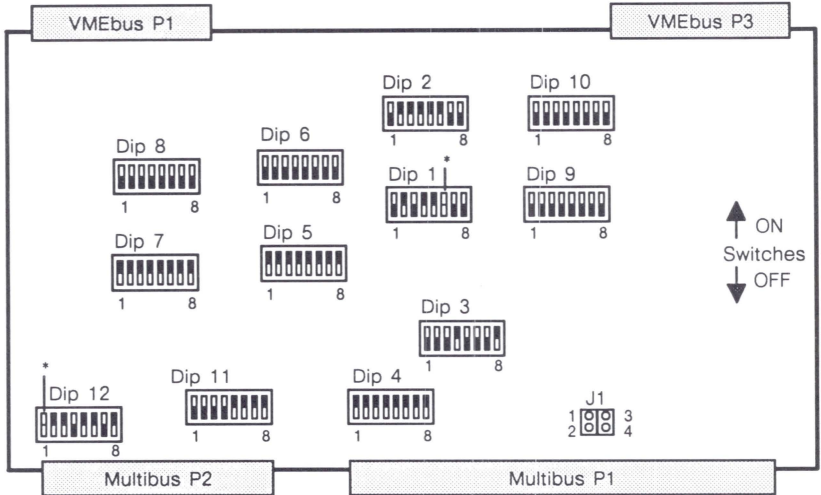 VMEbus P1
VMEbus P3
Dip 2
1 8
Dip 10
1 8
Dip 8
1 8
Dip 6
1 8
Dip 1
*
1 8
Dip 9
1 8
Dip 7
1 8
Dip 5
1 8
ON
Switches
OFF
Dip 3
1 8
*
Dip 12
1 8
Dip 11
1 8
Dip 4
1 8
J1
1 3
2 4
Multibus P2
Multibus P1